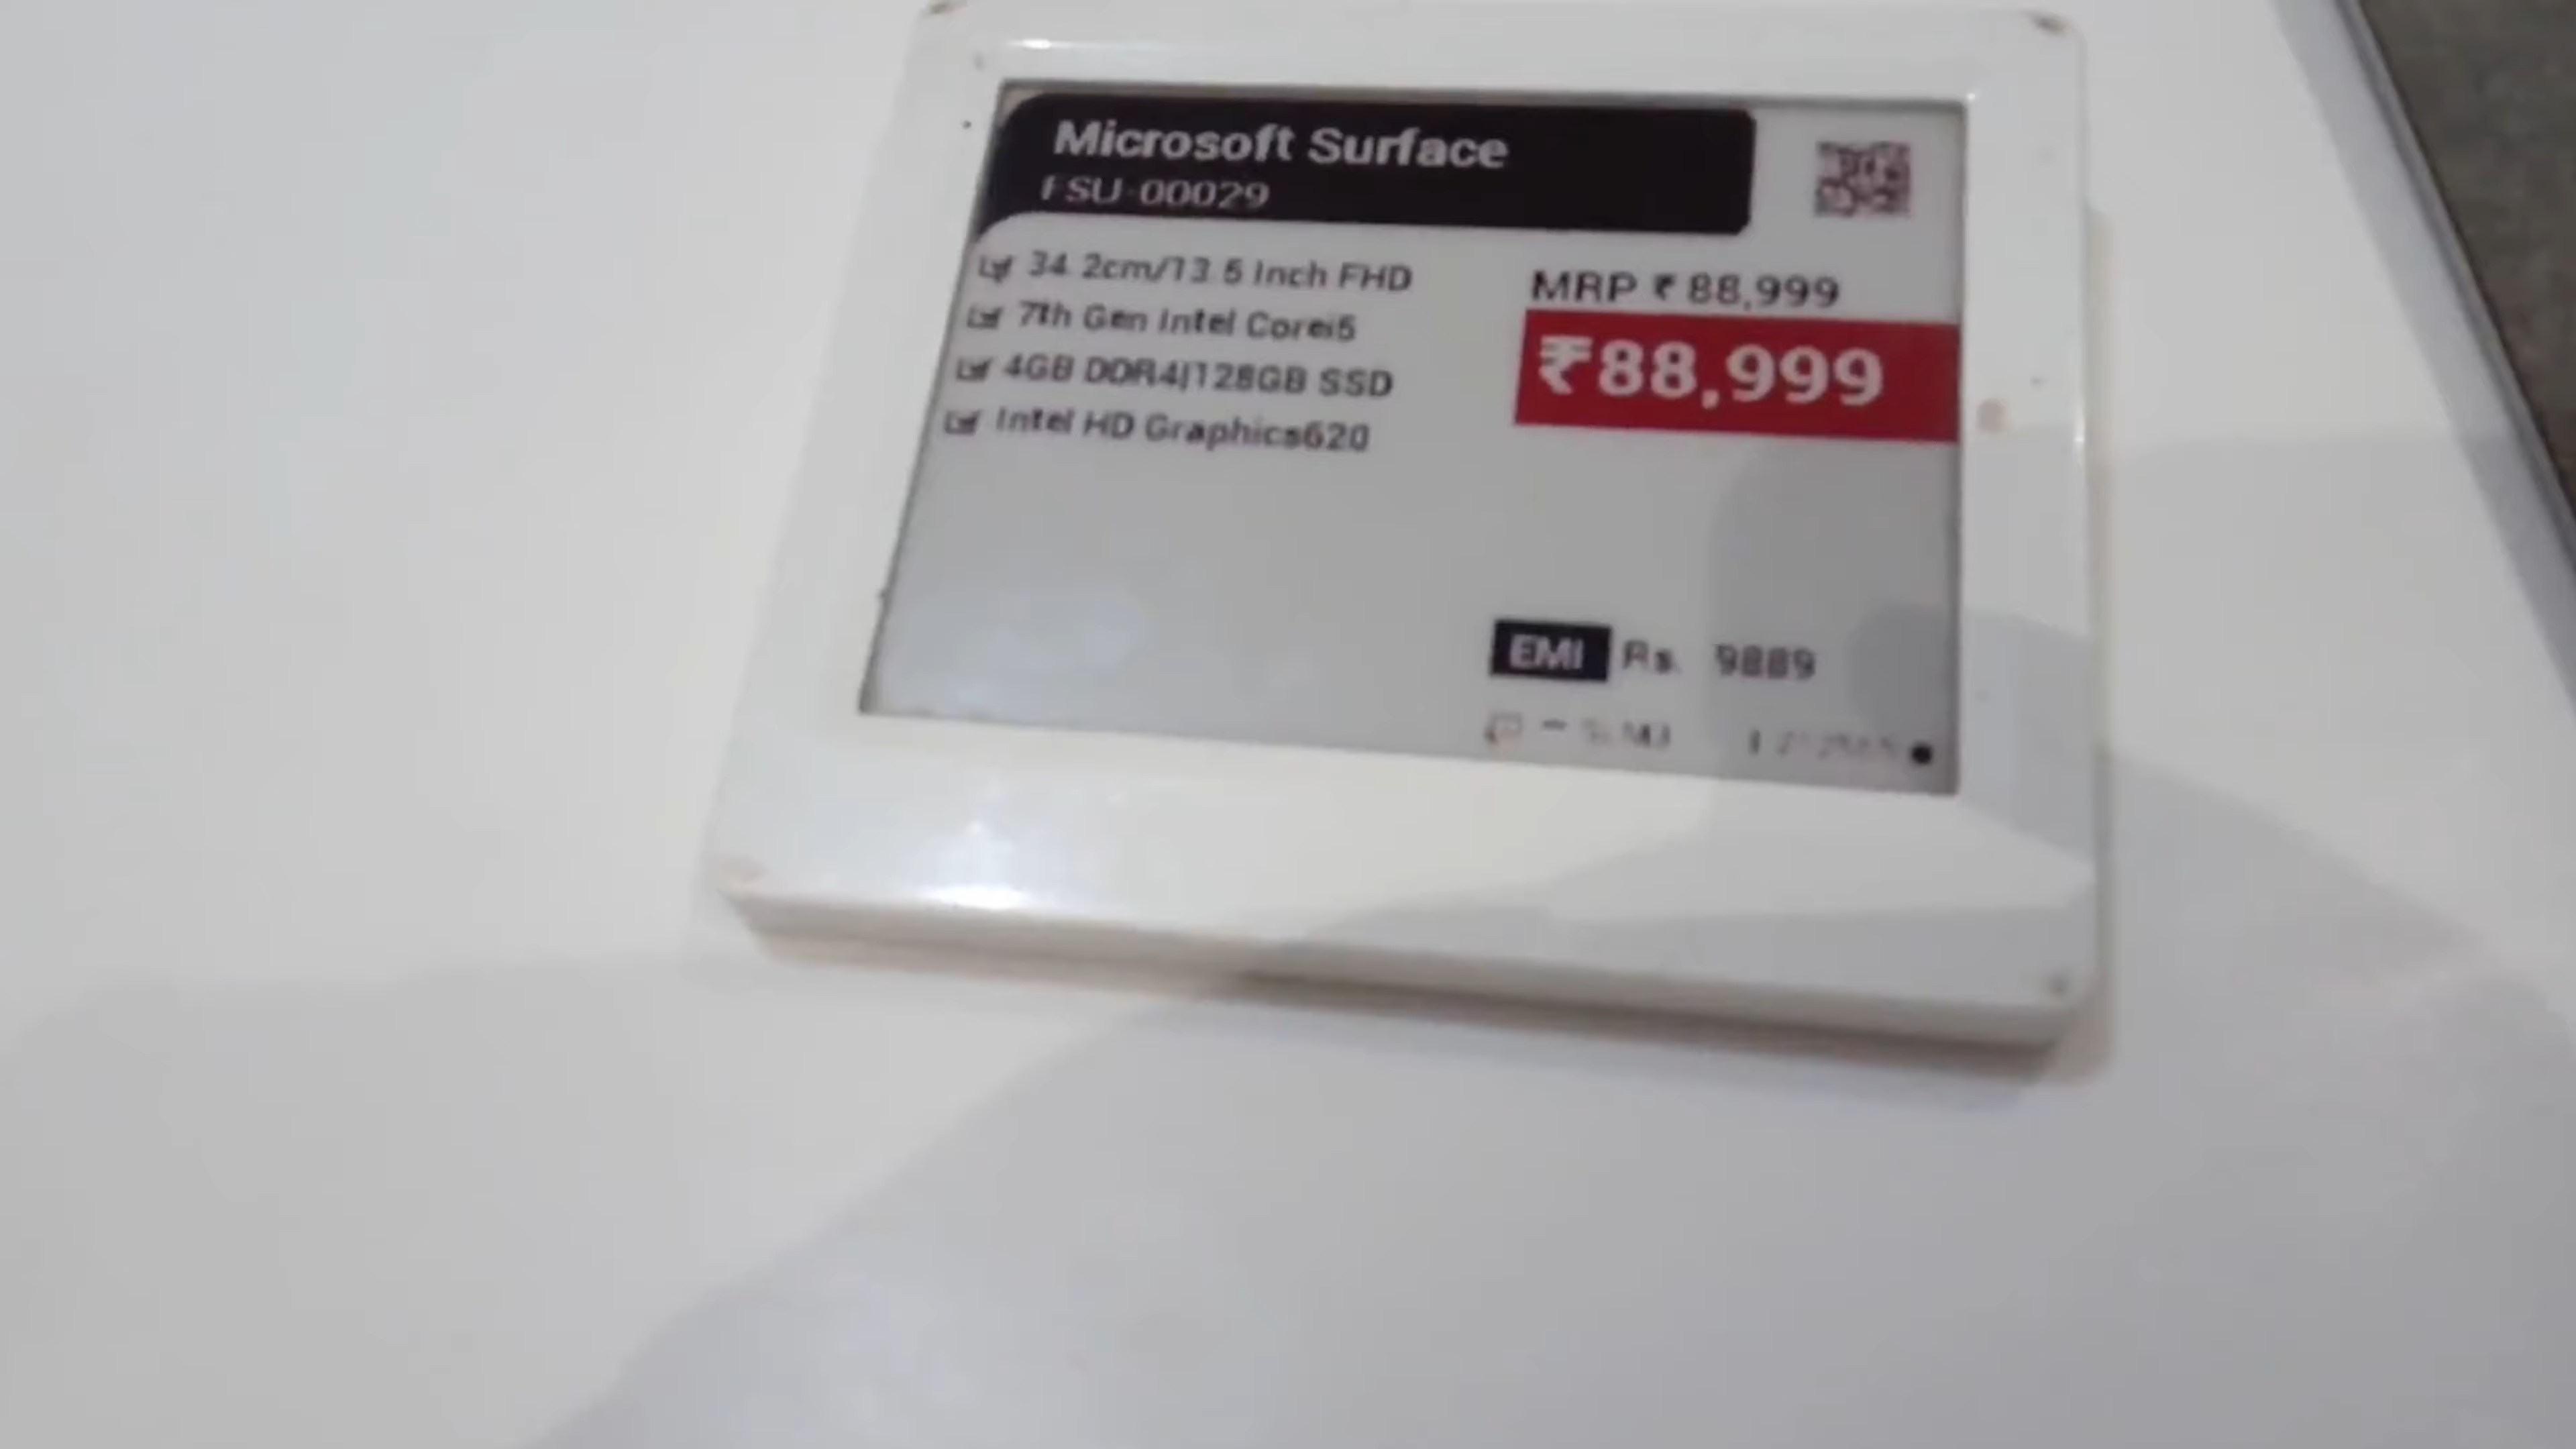 Microsoft Surface
FSU-00029
34.2cm/13.5 Inch FHD
7th Gen Intel Corei5
4GB DDR4|128GB SSD
Intel HD Graphics620
MRP ₹ 88,999
₹88,999
EMI Rs. 9889